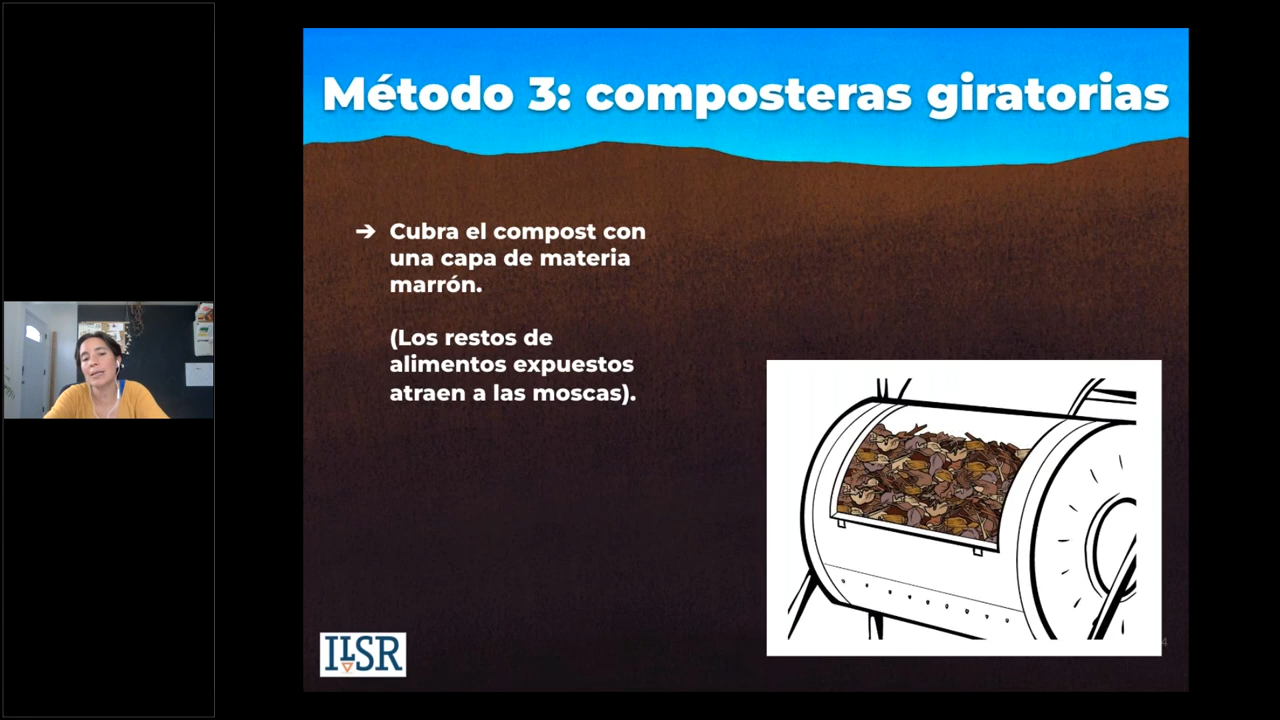 Método 3: composteras giratorias
➔ Cubra el compost con
una capa de materia
marrón.
(Los restos de
alimentos expuestos
atraen a las moscas).
ILSR
4